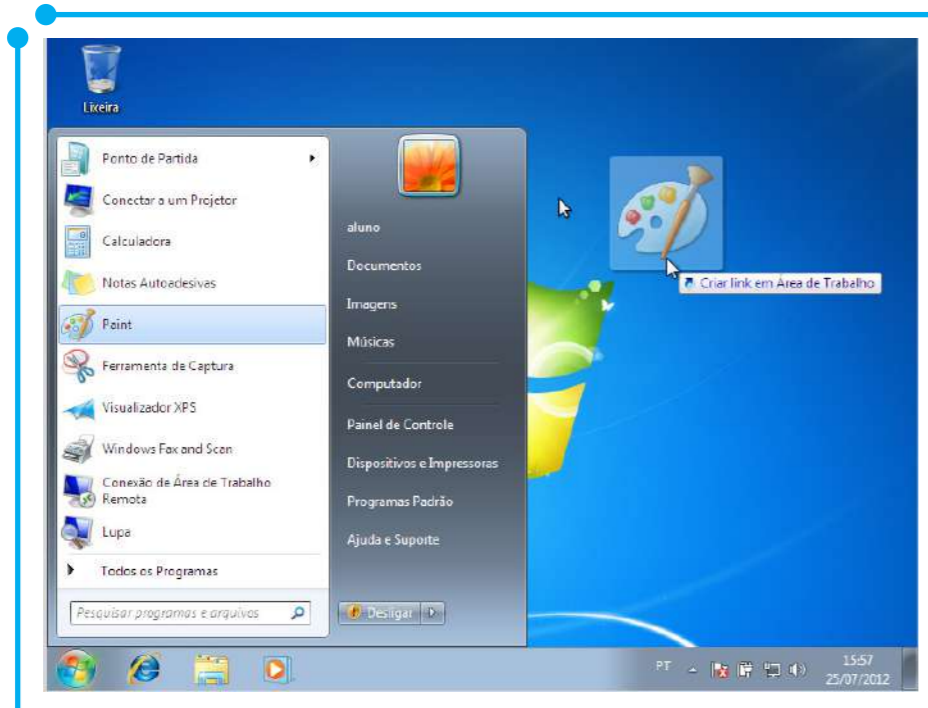 Lixeira
Ponto de Partida
Conectar a um Projetor
Calculadora
Notas Autoadesivas
Paint
Ferramenta de Captura
Visualizador XPS
Windows Fax and Scan
Conexão de Área de Trabalho
Remota
Lupa
Todos os Programas
Pesquisar programas e arquivos
aluno
Documentos
Imagens
Músicas
Computador
Painel de Controle
Dispositivos e Impressoras
Programas Padrão
Ajuda e Suporte
Desligar
Criar link em Área de Trabalho
PT
15:57
25/07/2012